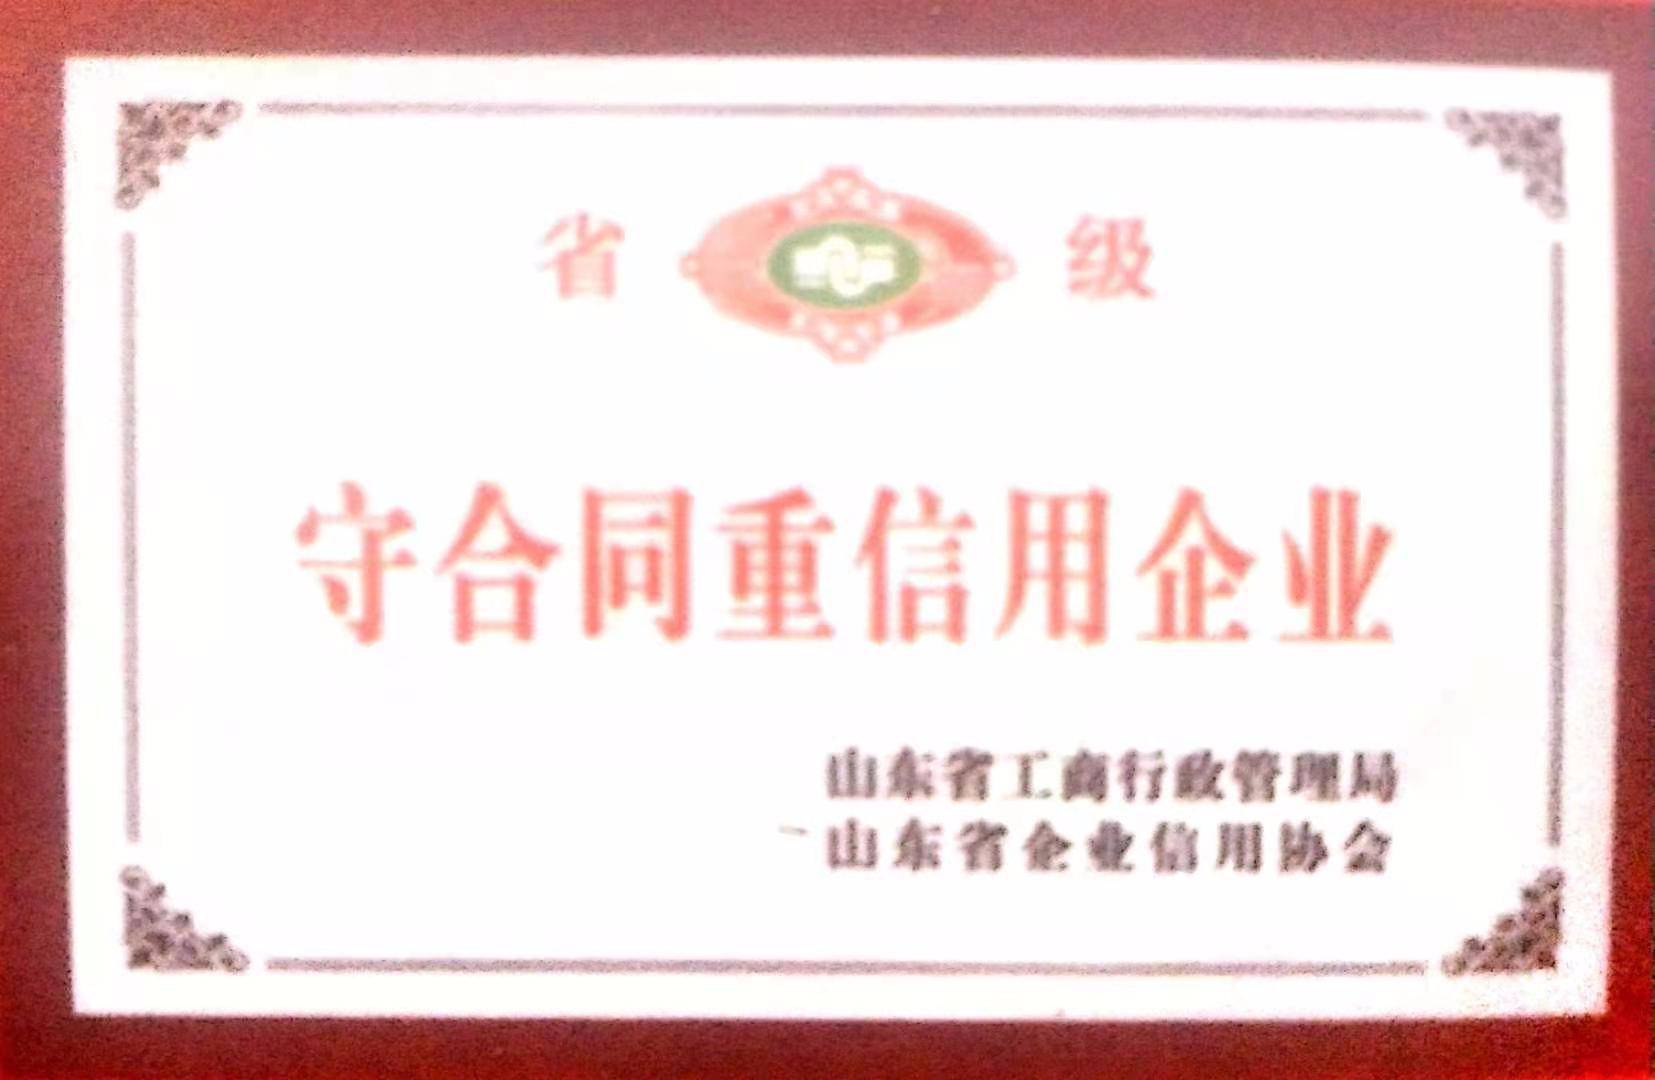 省 级
守合同重信用企业
山东省工商行政管理局
山东省企业信用协会